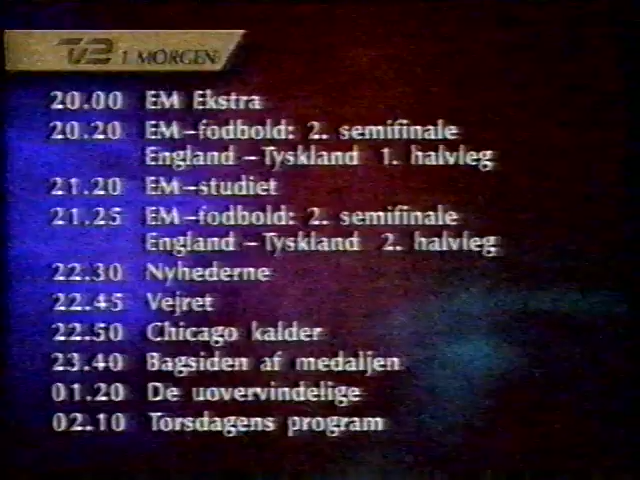 TV2 I MORGEN
20.00 EM Ekstra
20.20 EM-fodbold: 2. semifinale
England - Tyskland 1. halvleg
21.20 EM-studiet
21.25 EM-fodbold: 2. semifinale
England - Tyskland 2. halvleg
22.30 Nyhederne
22.45 Vejret
22.50 Chicago kalder
23.40 Bagsiden af medaljen
01.20 De uovervindelige
02.10 Torsdagens program